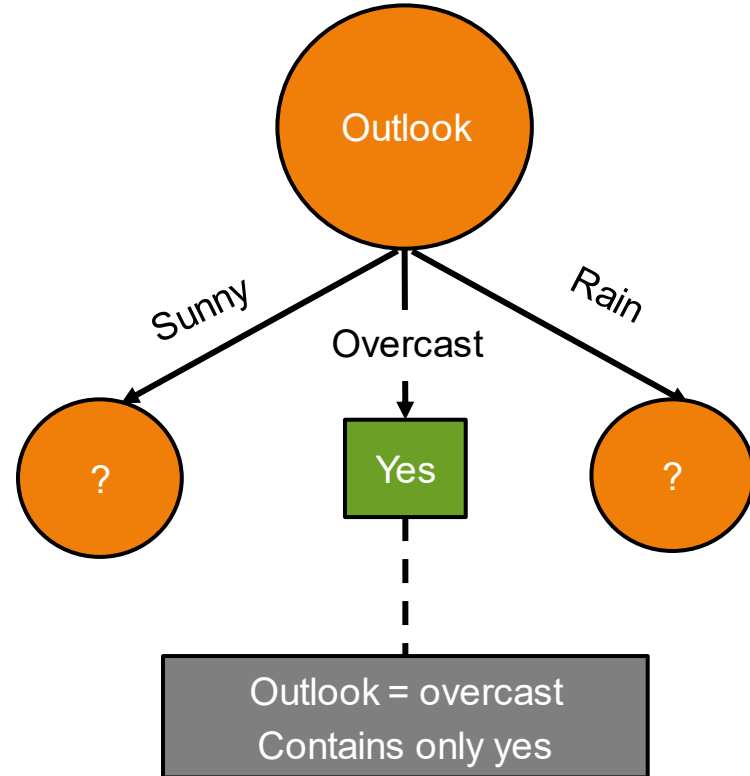 Outlook
Sunny
Rain
Overcast
?
Yes
?
Outlook = overcast
Contains only yes